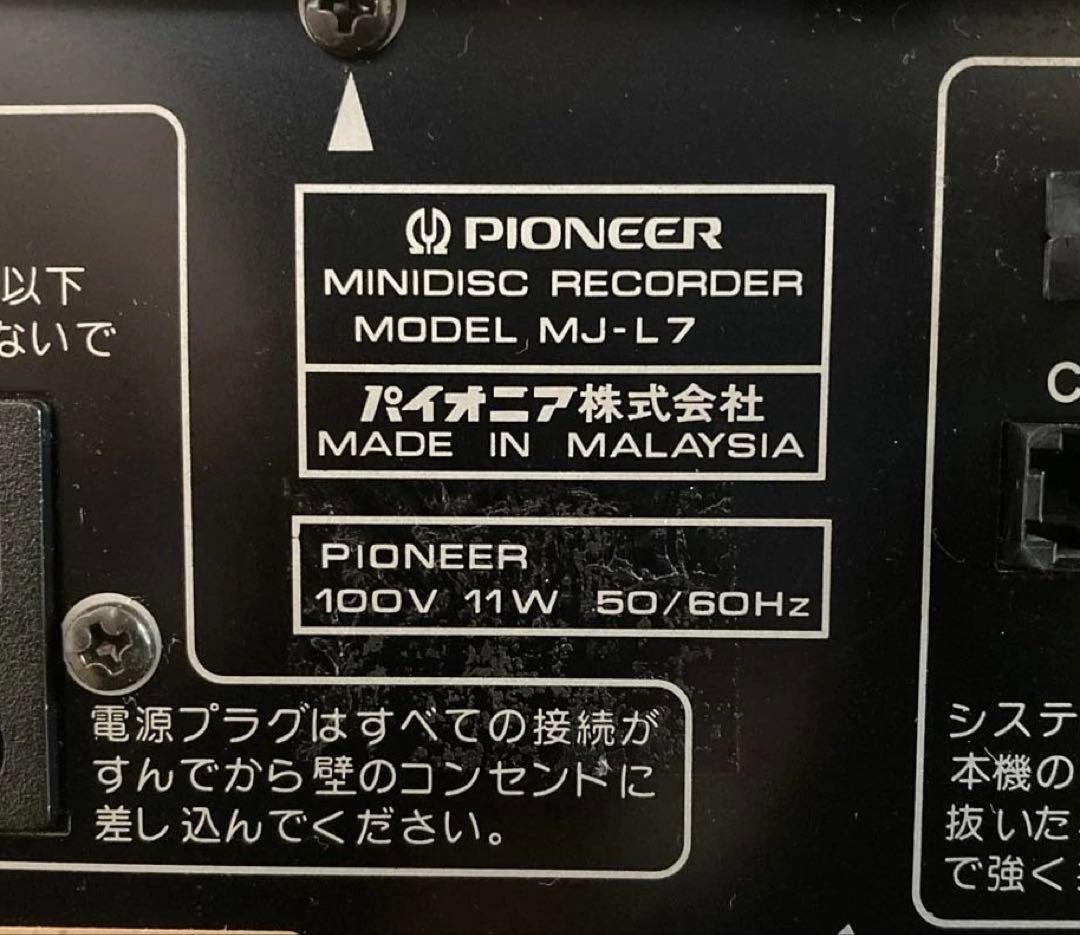 PIONEER
MINIDISC RECORDER
MODEL MJ-L7
パイオニア株式会社
MADE IN MALAYSIA
PIONEER
100V 11W 50/60Hz
以下
ないで
電源プラグはすべての接続が
すんでから壁のコンセントに
差し込んでください。
C
システ
本機の
抜いた
で強く